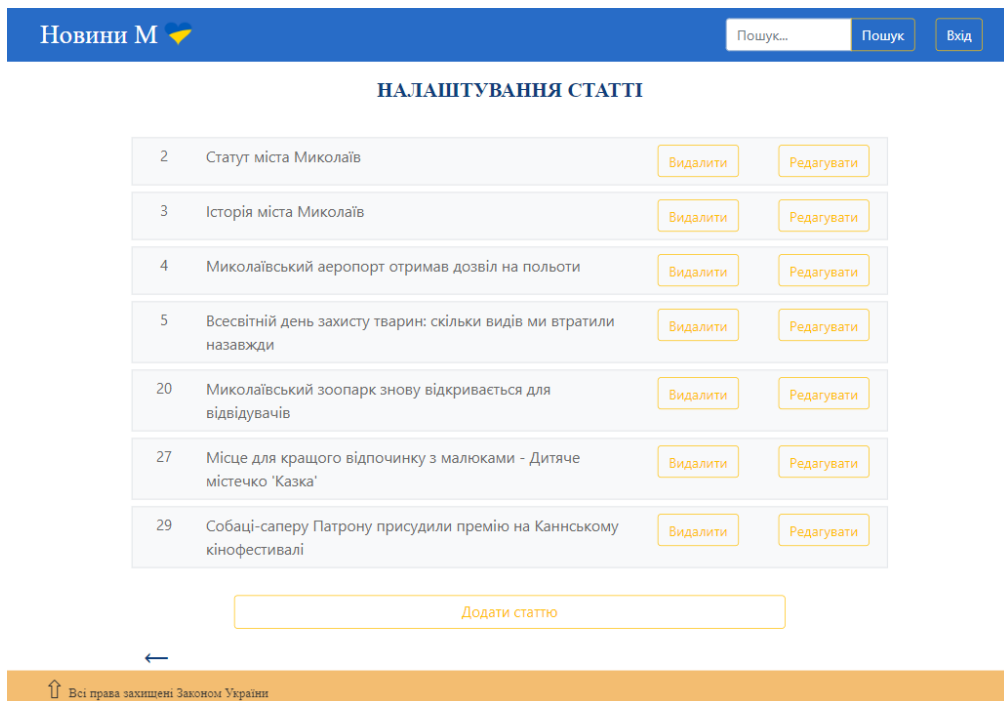 Новини М
Пошук...
Пошук
Вхід
НАЛАШТУВАННЯ СТАТТІ
2 Статут міста Миколаїв Видалити Редагувати
3 Історія міста Миколаїв Видалити Редагувати
4 Миколаївський аеропорт отримав дозвіл на польоти Видалити Редагувати
5 Всесвітній день захисту тварин: скільки видів ми втратили
назавжди
Видалити Редагувати
20 Миколаївський зоопарк знову відкривається для
відвідувачів
Видалити Редагувати
27 Місце для кращого відпочинку з малюками - Дитяче
містечко 'Казка'
Видалити Редагувати
29 Собаці-саперу Патрону присудили премію на Каннському
кінофестивалі
Видалити Редагувати
Додати статтю
←
⇧ Всі права захищені Законом України